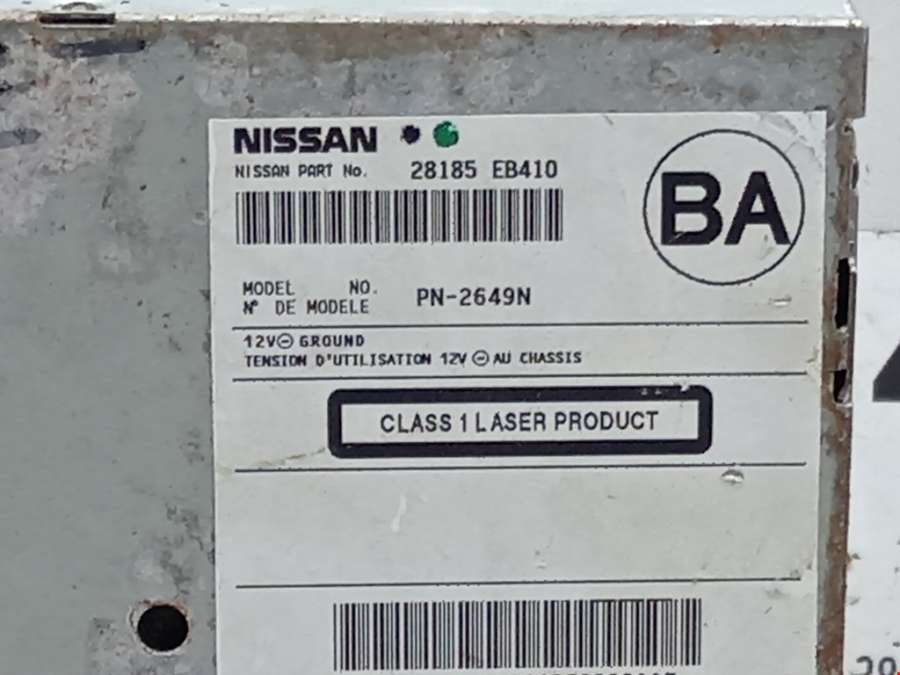 NISSAN
NISSAN PART No. 28185 EB410
BA
MODEL NO.
N° DE MODELE
PN-2649N
12V⊖ GROUND
TENSION D'UTILISATION 12V ⊖ AU CHASSIS
CLASS 1 LASER PRODUCT